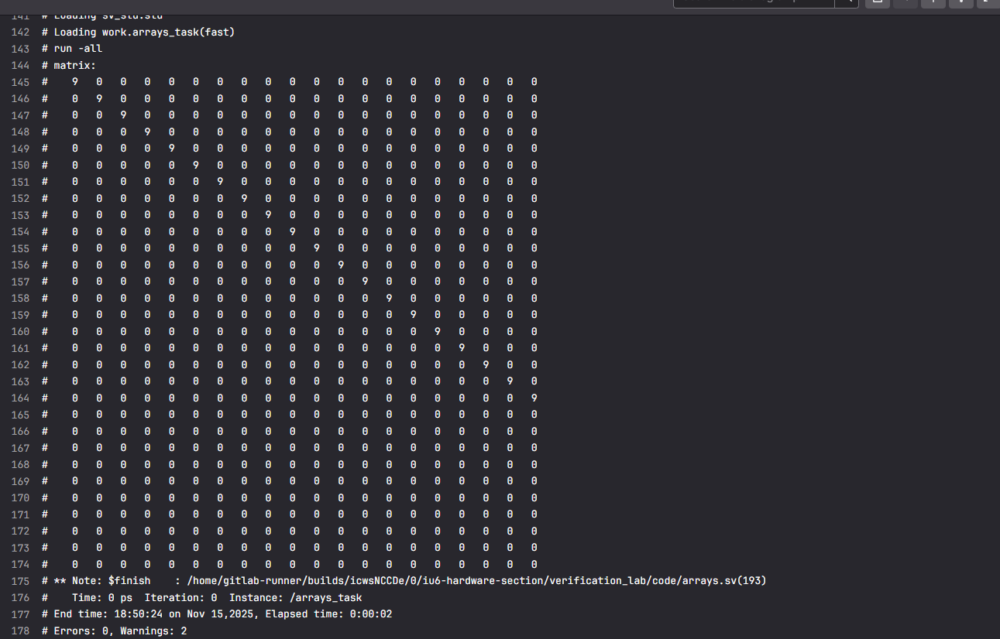 141 # Loading sv_std.std
142 # Loading work.arrays_task(fast)
143 # run -all
144 # matrix:
145 # 9 0 0 0 0 0 0 0 0 0 0 0 0 0 0 0 0 0 0 0
146 # 0 9 0 0 0 0 0 0 0 0 0 0 0 0 0 0 0 0 0 0
147 # 0 0 9 0 0 0 0 0 0 0 0 0 0 0 0 0 0 0 0 0
148 # 0 0 0 9 0 0 0 0 0 0 0 0 0 0 0 0 0 0 0 0
149 # 0 0 0 0 9 0 0 0 0 0 0 0 0 0 0 0 0 0 0 0
150 # 0 0 0 0 0 9 0 0 0 0 0 0 0 0 0 0 0 0 0 0
151 # 0 0 0 0 0 0 9 0 0 0 0 0 0 0 0 0 0 0 0 0
152 # 0 0 0 0 0 0 0 9 0 0 0 0 0 0 0 0 0 0 0 0
153 # 0 0 0 0 0 0 0 0 9 0 0 0 0 0 0 0 0 0 0 0
154 # 0 0 0 0 0 0 0 0 0 9 0 0 0 0 0 0 0 0 0 0
155 # 0 0 0 0 0 0 0 0 0 0 9 0 0 0 0 0 0 0 0 0
156 # 0 0 0 0 0 0 0 0 0 0 0 9 0 0 0 0 0 0 0 0
157 # 0 0 0 0 0 0 0 0 0 0 0 0 9 0 0 0 0 0 0 0
158 # 0 0 0 0 0 0 0 0 0 0 0 0 0 9 0 0 0 0 0 0
159 # 0 0 0 0 0 0 0 0 0 0 0 0 0 0 9 0 0 0 0 0
160 # 0 0 0 0 0 0 0 0 0 0 0 0 0 0 0 9 0 0 0 0
161 # 0 0 0 0 0 0 0 0 0 0 0 0 0 0 0 0 9 0 0 0
162 # 0 0 0 0 0 0 0 0 0 0 0 0 0 0 0 0 0 9 0 0
163 # 0 0 0 0 0 0 0 0 0 0 0 0 0 0 0 0 0 0 9 0
164 # 0 0 0 0 0 0 0 0 0 0 0 0 0 0 0 0 0 0 0 9
165 # 0 0 0 0 0 0 0 0 0 0 0 0 0 0 0 0 0 0 0 0
166 # 0 0 0 0 0 0 0 0 0 0 0 0 0 0 0 0 0 0 0 0
167 # 0 0 0 0 0 0 0 0 0 0 0 0 0 0 0 0 0 0 0 0
168 # 0 0 0 0 0 0 0 0 0 0 0 0 0 0 0 0 0 0 0 0
169 # 0 0 0 0 0 0 0 0 0 0 0 0 0 0 0 0 0 0 0 0
170 # 0 0 0 0 0 0 0 0 0 0 0 0 0 0 0 0 0 0 0 0
171 # 0 0 0 0 0 0 0 0 0 0 0 0 0 0 0 0 0 0 0 0
172 # 0 0 0 0 0 0 0 0 0 0 0 0 0 0 0 0 0 0 0 0
173 # 0 0 0 0 0 0 0 0 0 0 0 0 0 0 0 0 0 0 0 0
174 # 0 0 0 0 0 0 0 0 0 0 0 0 0 0 0 0 0 0 0 0
175 # ** Note: $finish    : /home/gitlab-runner/builds/icwsNCCDe/0/iu6-hardware-section/verification_lab/code/arrays.sv(193)
176 #    Time: 0 ps  Iteration: 0  Instance: /arrays_task
177 # End time: 18:50:24 on Nov 15,2025, Elapsed time: 0:00:02
178 # Errors: 0, Warnings: 2